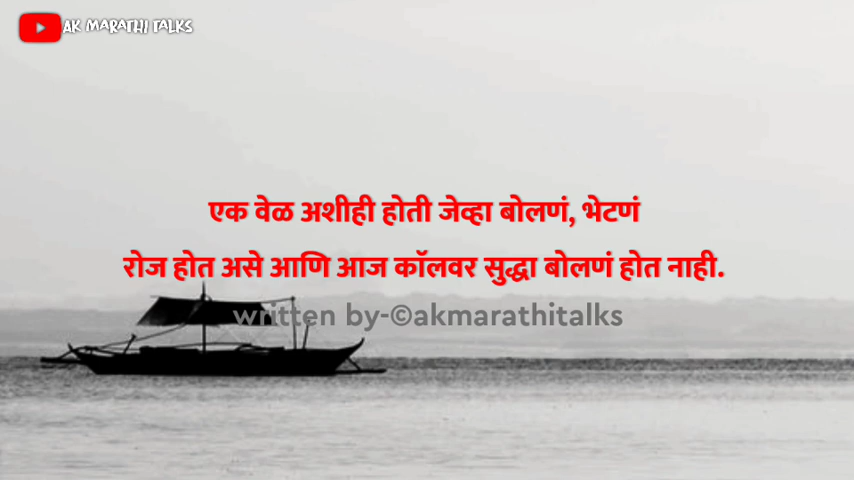 AK MARATHI TALKS
एक वेळ अशीही होती जेव्हा बोलणं, भेटणं
रोज होत असे आणि आज कॉलवर सुद्धा बोलणं होत नाही.
written by-©akmarathitalks